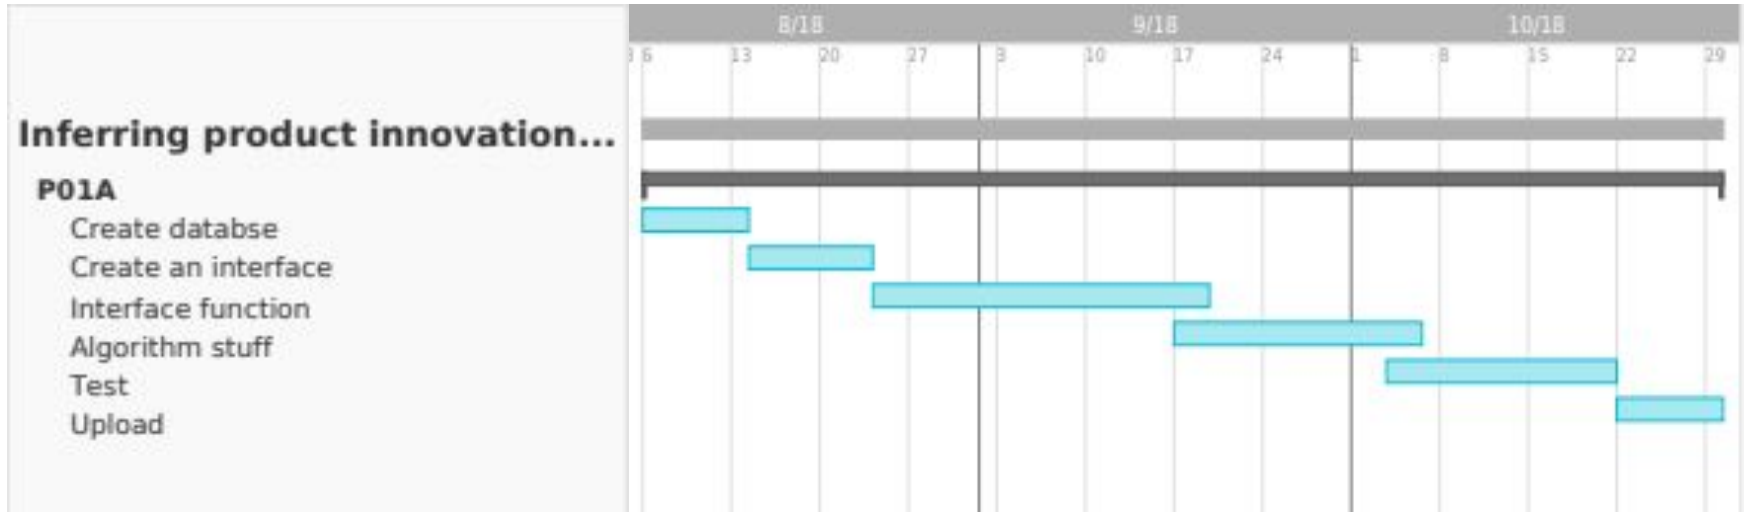 8/18 9/18 10/18
6 13 20 27 3 10 17 24 1 8 15 22 29
Inferring product innovation...
P01A
Create databse
Create an interface
Interface function
Algorithm stuff
Test
Upload